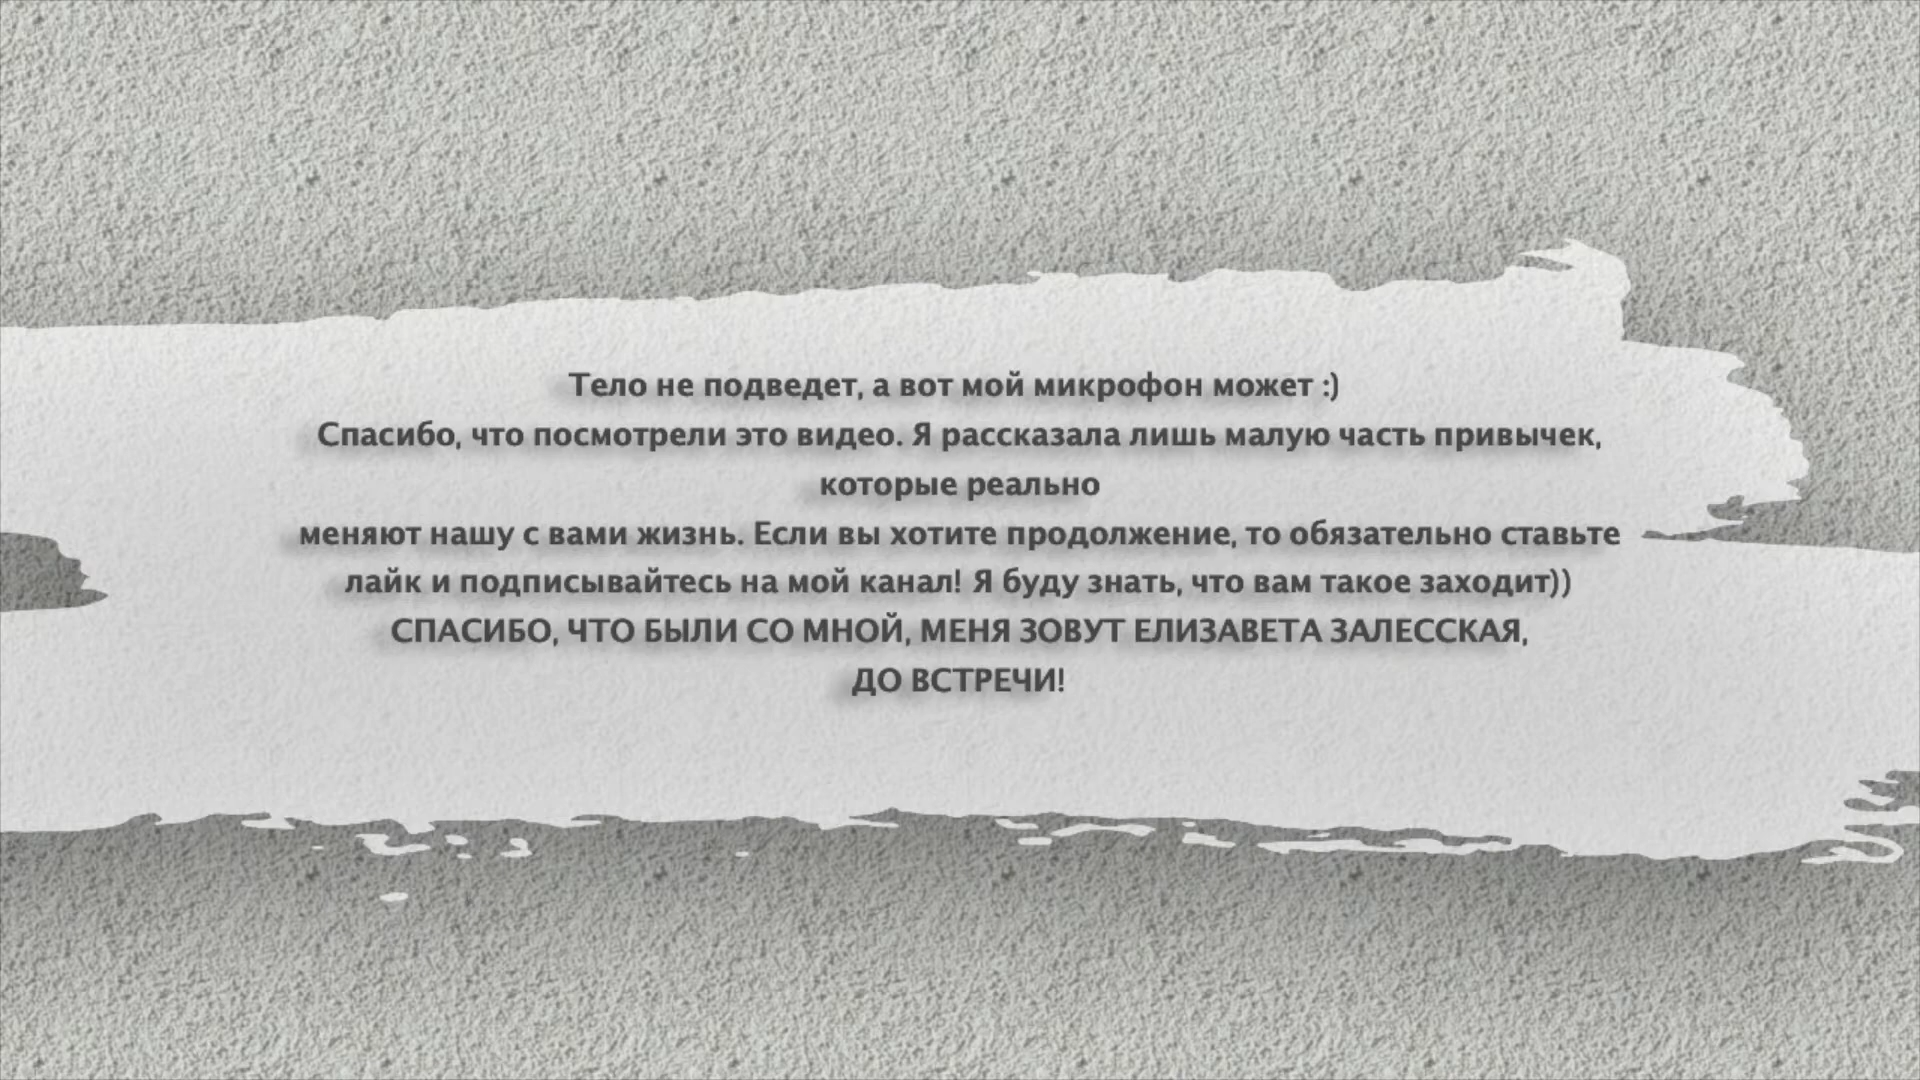 Тело не подведет, а вот мой микрофон может :)
Спасибо, что посмотрели это видео. Я рассказала лишь малую часть привычек,
которые реально
меняют нашу с вами жизнь. Если вы хотите продолжение, то обязательно ставьте
лайк и подписывайтесь на мой канал! Я буду знать, что вам такое заходит))
СПАСИБО, ЧТО БЫЛИ СО МНОЙ, МЕНЯ ЗОВУТ ЕЛИЗАВЕТА ЗАЛЕССКАЯ,
ДО ВСТРЕЧИ!